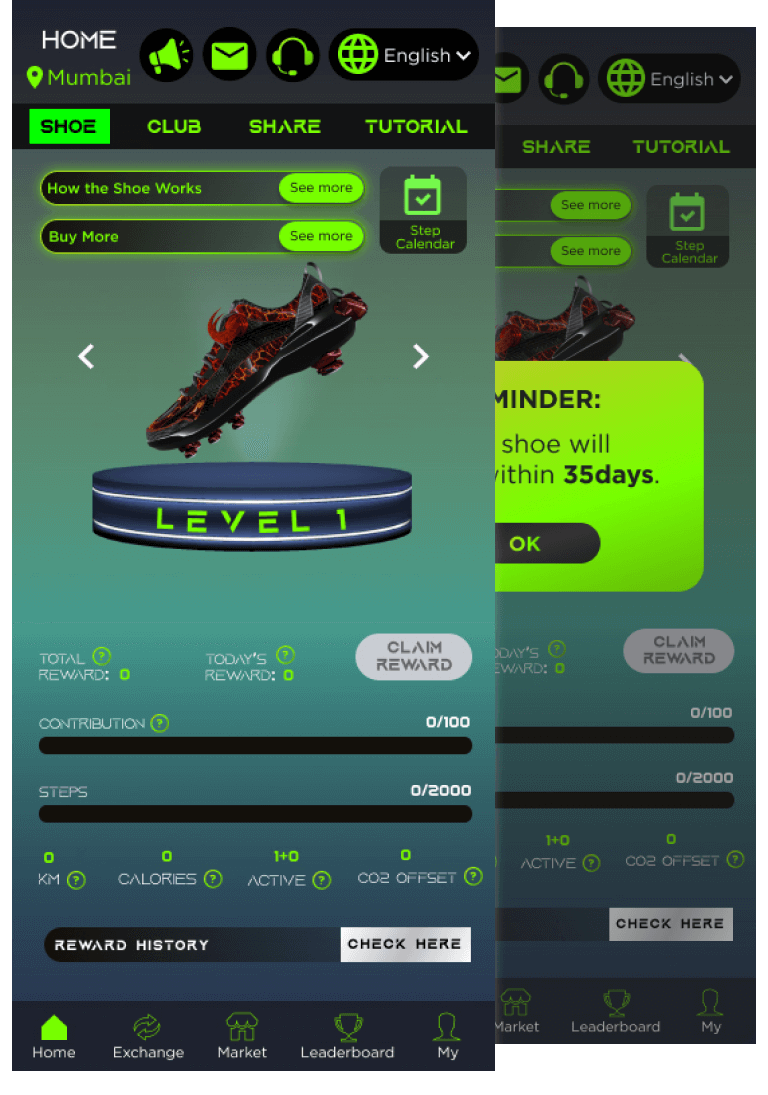 HOME
Mumbai
English
SHOE CLUB SHARE TUTORIAL
How the Shoe Works See more
Buy More See more
Step
Calendar
LEVEL 1
TOTAL
REWARD: 0
TODAY'S
REWARD: 0
CLAIM
REWARD
CONTRIBUTION 0/100
STEPS 0/2000
0 0 1+0 0
KM CALORIES ACTIVE CO2 OFFSET
REWARD HISTORY CHECK HERE
Home Exchange Market Leaderboard My
English
SHARE TUTORIAL
See more
See more
Step
Calendar
MINDER:
shoe will
ithin 35days.
OK
DAY'S
EWARD: 0
CLAIM
REWARD
0/100
0/2000
1+0 0
ACTIVE CO2 OFFSET
CHECK HERE
Market Leaderboard My